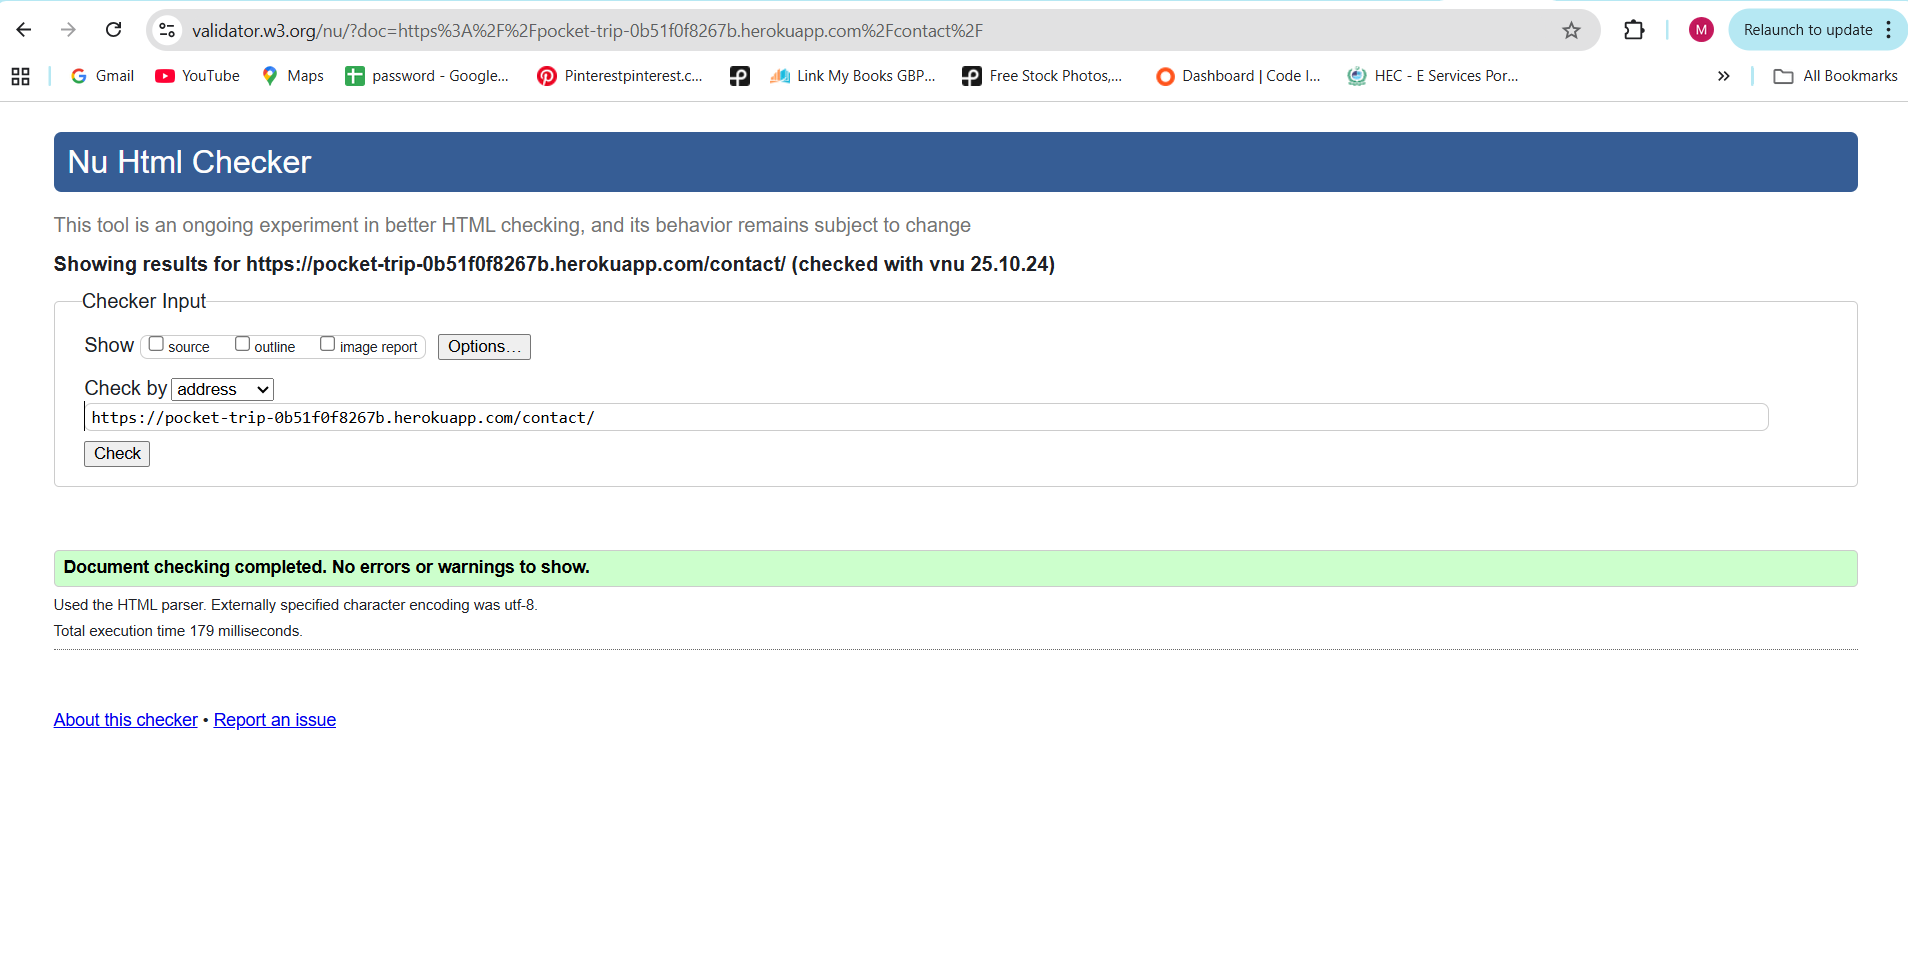 validator.w3.org/nu/?doc=https%3A%2F%2Fpocket-trip-0b51f0f8267b.herokuapp.com%2Fcontact%2F
M
Relaunch to update
Gmail
YouTube
Maps
password - Google...
Pinterestpinterest.c...
Link My Books GBP...
Free Stock Photos,...
Dashboard | Code I...
HEC - E Services Por...
»
All Bookmarks
Nu Html Checker
This tool is an ongoing experiment in better HTML checking, and its behavior remains subject to change
Showing results for https://pocket-trip-0b51f0f8267b.herokuapp.com/contact/ (checked with vnu 25.10.24)
Checker Input
Show source outline image report Options...
Check by address
https://pocket-trip-0b51f0f8267b.herokuapp.com/contact/
Check
Document checking completed. No errors or warnings to show.
Used the HTML parser. Externally specified character encoding was utf-8.
Total execution time 179 milliseconds.
About this checker • Report an issue